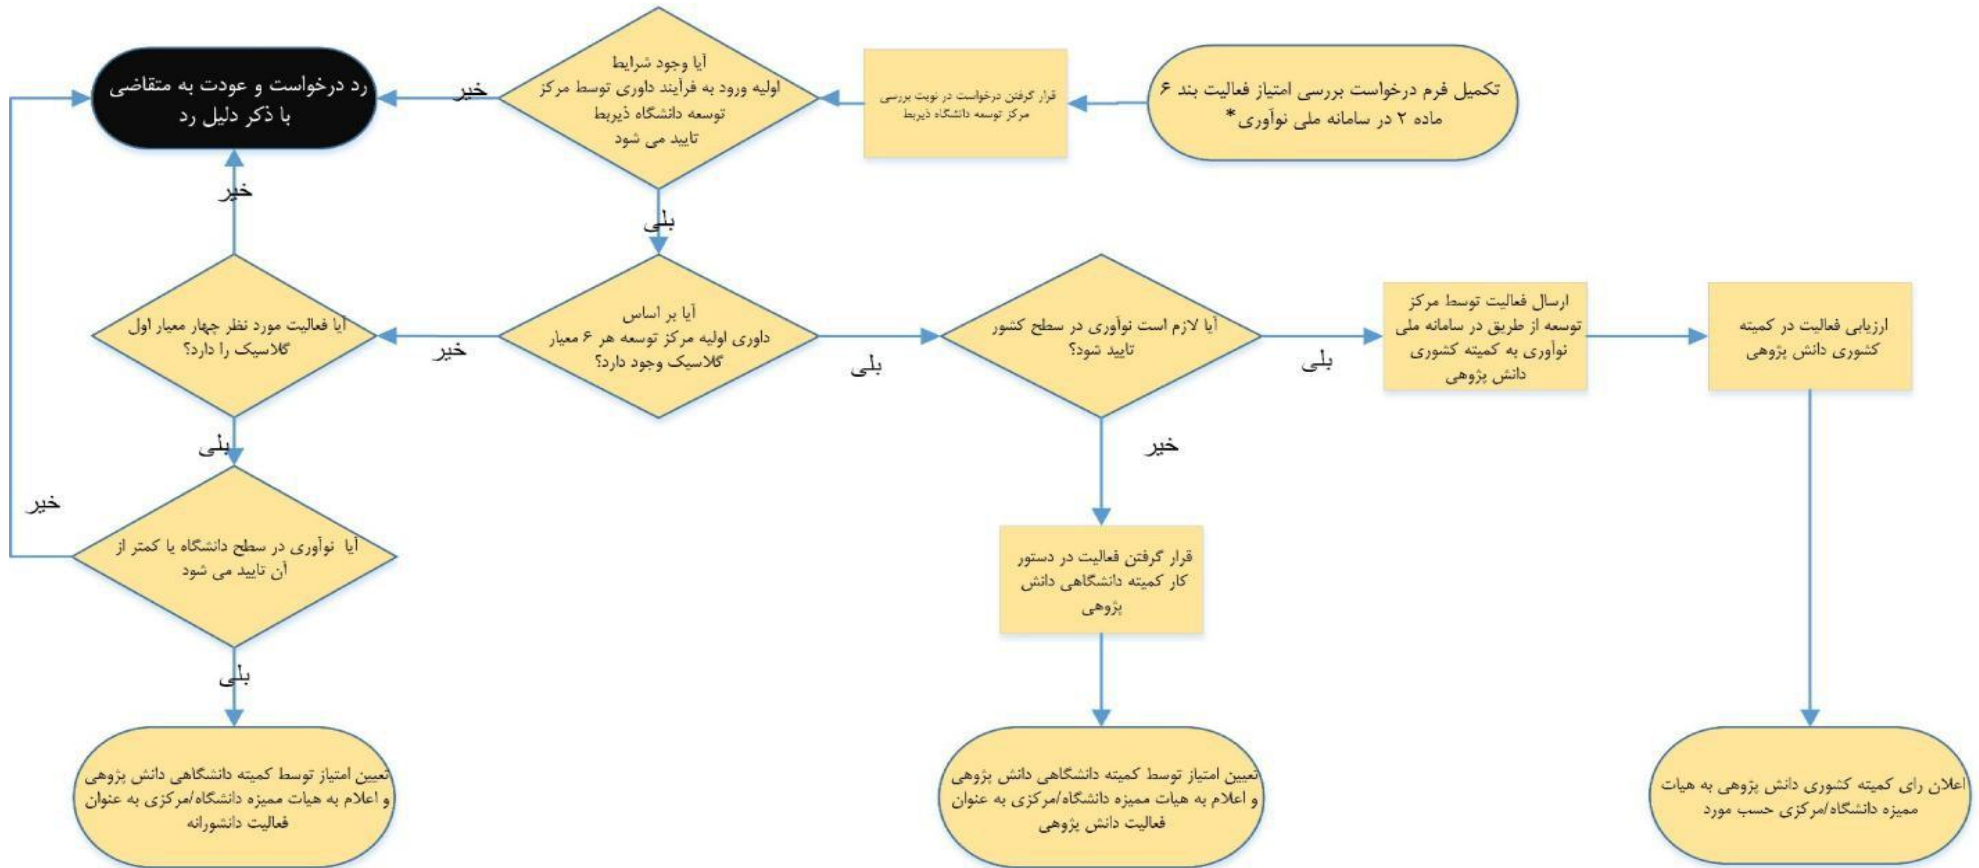 تکمیل فرم درخواست بررسی امتیاز فعالیت بند ۶
ماده ۲ در سامانه ملی نوآوری*
قرار گرفتن درخواست در نوبت بررسی
مرکز توسعه دانشگاه ذیربط
آیا وجود شرایط
اولیه ورود به فرآیند داوری توسط مرکز
توسعه دانشگاه ذیربط
تایید می شود
خیر
رد درخواست و عودت به متقاضی
با ذکر دلیل رد
بلی
خیر
آیا بر اساس
داوری اولیه مرکز توسعه هر ۶ معیار
گلاسیک وجود دارد؟
خیر
آیا فعالیت مورد نظر چهار معیار اول
گلاسیک را دارد؟
بلی
آیا لازم است نوآوری در سطح کشور
تایید شود؟
بلی
ارسال فعالیت توسط مرکز
توسعه از طریق در سامانه ملی
نوآوری به کمیته کشوری
دانش پژوهی
ارزیابی فعالیت در کمیته
کشوری دانش پژوهی
خیر
بلی
خیر
آیا نوآوری در سطح دانشگاه یا کمتر از
آن تایید می شود
قرار گرفتن فعالیت در دستور
کار کمیته دانشگاهی دانش
پژوهی
بلی
اعلان رای کمیته کشوری دانش پژوهی به هیات
ممیزه دانشگاه/مرکزی حسب مورد
تعیین امتیاز توسط کمیته دانشگاهی دانش پژوهی
و اعلام به هیات ممیزه دانشگاه/مرکزی به عنوان
فعالیت دانش پژوهی
تعیین امتیاز توسط کمیته دانشگاهی دانش پژوهی
و اعلام به هیات ممیزه دانشگاه/مرکزی به عنوان
فعالیت دانشورانه